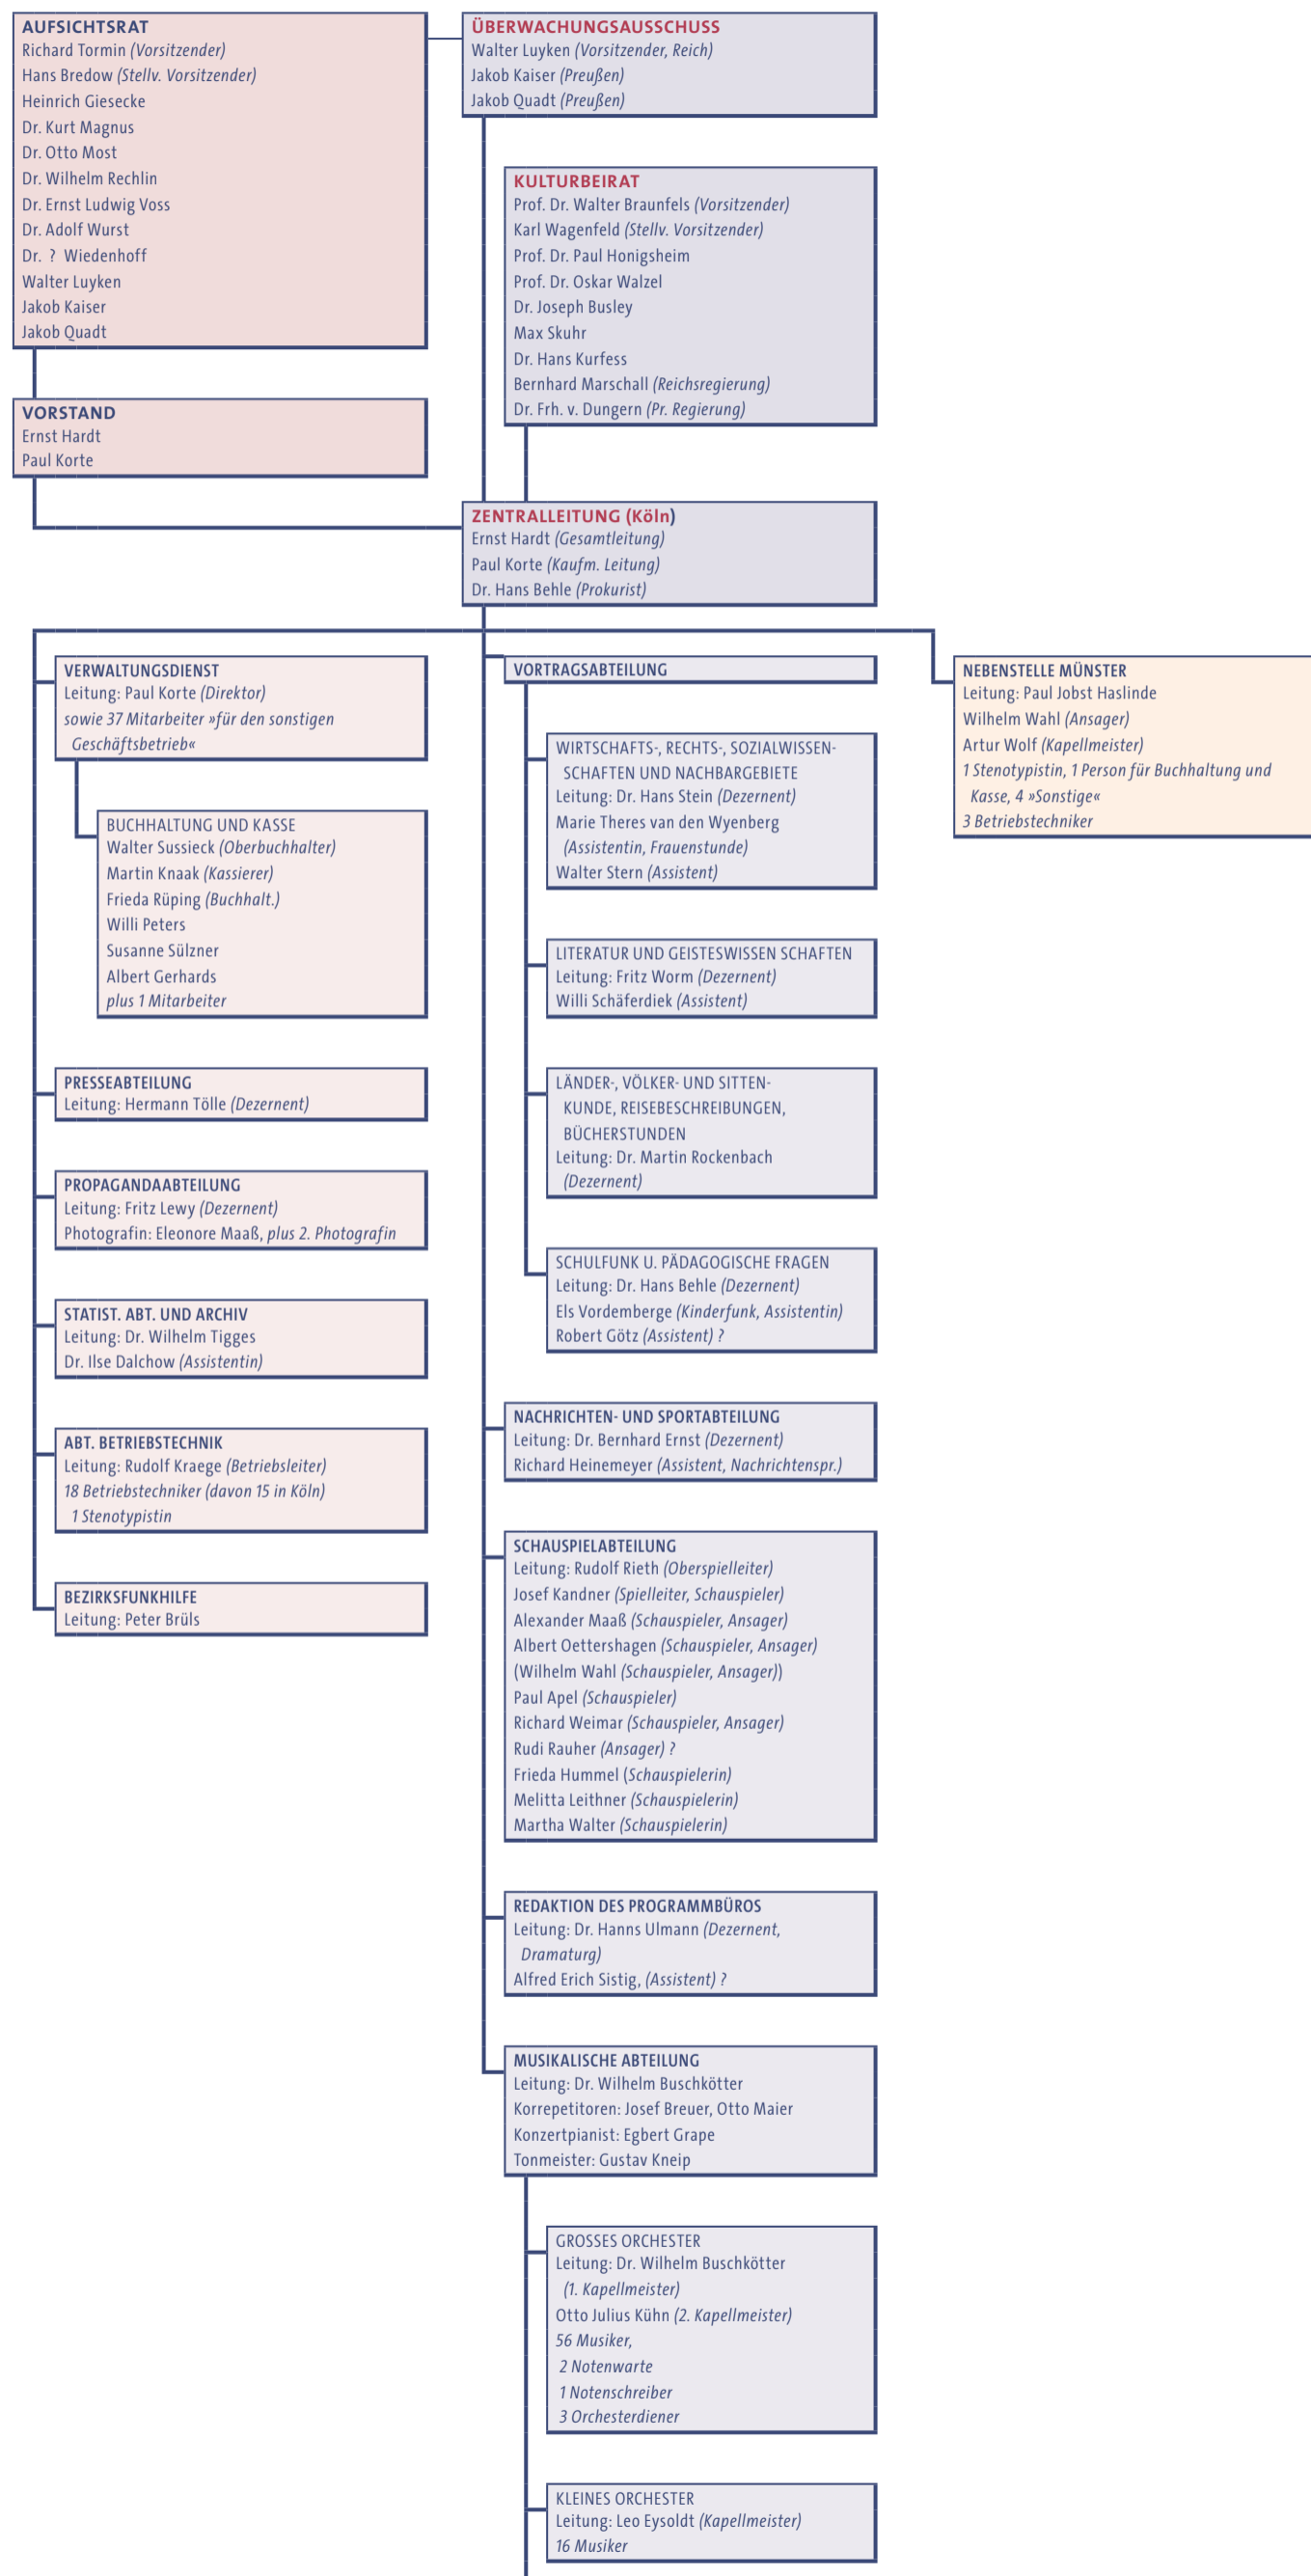 AUFSICHTSRAT
Richard Tormin (Vorsitzender)
Hans Bredow (Stellv. Vorsitzender)
Heinrich Giesecke
Dr. Kurt Magnus
Dr. Otto Most
Dr. Wilhelm Rechlin
Dr. Ernst Ludwig Voss
Dr. Adolf Wurst
Dr. ? Wiedenhoff
Walter Luyken
Jakob Kaiser
Jakob Quadt
ÜBERWACHUNGSAUSSCHUSS
Walter Luyken (Vorsitzender, Reich)
Jakob Kaiser (Preußen)
Jakob Quadt (Preußen)
KULTURBEIRAT
Prof. Dr. Walter Braunfels (Vorsitzender)
Karl Wagenfeld (Stellv. Vorsitzender)
Prof. Dr. Paul Honigsheim
Prof. Dr. Oskar Walzel
Dr. Joseph Busley
Max Skuhr
Dr. Hans Kurfess
Bernhard Marschall (Reichsregierung)
Dr. Frh. v. Dungern (Pr. Regierung)
VORSTAND
Ernst Hardt
Paul Korte
ZENTRALLEITUNG (Köln)
Ernst Hardt (Gesamtleitung)
Paul Korte (Kaufm. Leitung)
Dr. Hans Behle (Prokurist)
VERWALTUNGSDIENST
Leitung: Paul Korte (Direktor)
sowie 37 Mitarbeiter »für den sonstigen
Geschäftsbetrieb«
BUCHHALTUNG UND KASSE
Walter Sussieck (Oberbuchhalter)
Martin Knaak (Kassierer)
Frieda Rüping (Buchhalt.)
Willi Peters
Susanne Sülzner
Albert Gerhards
plus 1 Mitarbeiter
PRESSEABTEILUNG
Leitung: Hermann Tölle (Dezernent)
PROPAGANDAABTEILUNG
Leitung: Fritz Lewy (Dezernent)
Photografin: Eleonore Maaß, plus 2. Photografin
STATIST. ABT. UND ARCHIV
Leitung: Dr. Wilhelm Tigges
Dr. Ilse Dalchow (Assistentin)
ABT. BETRIEBSTECHNIK
Leitung: Rudolf Kraege (Betriebsleiter)
18 Betriebstechniker (davon 15 in Köln)
1 Stenotypistin
BEZIRKSFUNKHILFE
Leitung: Peter Brüls
VORTRAGSABTEILUNG
WIRTSCHAFTS-, RECHTS-, SOZIALWISSEN-
SCHAFTEN UND NACHBARGEBIETE
Leitung: Dr. Hans Stein (Dezernent)
Marie Theres van den Wyenberg
(Assistentin, Frauenstunde)
Walter Stern (Assistent)
LITERATUR UND GEISTESWISSEN SCHAFTEN
Leitung: Fritz Worm (Dezernent)
Willi Schäferdiek (Assistent)
LÄNDER-, VÖLKER- UND SITTEN-
KUNDE, REISEBESCHREIBUNGEN,
BÜCHERSTUNDEN
Leitung: Dr. Martin Rockenbach
(Dezernent)
SCHULFUNK U. PÄDAGOGISCHE FRAGEN
Leitung: Dr. Hans Behle (Dezernent)
Els Vordemberge (Kinderfunk, Assistentin)
Robert Götz (Assistent) ?
NACHRICHTEN- UND SPORTABTEILUNG
Leitung: Dr. Bernhard Ernst (Dezernent)
Richard Heinemeyer (Assistent, Nachrichtenspr.)
SCHAUSPIELABTEILUNG
Leitung: Rudolf Rieth (Oberspielleiter)
Josef Kandner (Spielleiter, Schauspieler)
Alexander Maaß (Schauspieler, Ansager)
Albert Oettershagen (Schauspieler, Ansager)
(Wilhelm Wahl (Schauspieler, Ansager))
Paul Apel (Schauspieler)
Richard Weimar (Schauspieler, Ansager)
Rudi Rauher (Ansager) ?
Frieda Hummel (Schauspielerin)
Melitta Leithner (Schauspielerin)
Martha Walter (Schauspielerin)
REDAKTION DES PROGRAMMBÜROS
Leitung: Dr. Hanns Ulmann (Dezernent,
Dramaturg)
Alfred Erich Sistig, (Assistent) ?
MUSIKALISCHE ABTEILUNG
Leitung: Dr. Wilhelm Buschkötter
Korrepetitoren: Josef Breuer, Otto Maier
Konzertpianist: Egbert Grape
Tonmeister: Gustav Kneip
GROSSES ORCHESTER
Leitung: Dr. Wilhelm Buschkötter
(1. Kapellmeister)
Otto Julius Kühn (2. Kapellmeister)
56 Musiker,
2 Notenwarte
1 Notenschreiber
3 Orchesterdiener
KLEINES ORCHESTER
Leitung: Leo Eysoldt (Kapellmeister)
16 Musiker
NEBENSTELLE MÜNSTER
Leitung: Paul Jobst Haslinde
Wilhelm Wahl (Ansager)
Artur Wolf (Kapellmeister)
1 Stenotypistin, 1 Person für Buchhaltung und
Kasse, 4 »Sonstige«
3 Betriebstechniker